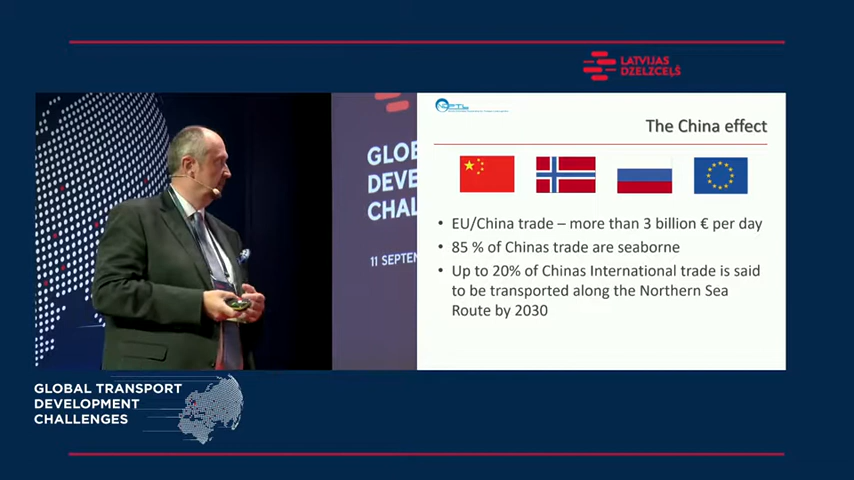 LATVIJAS
DZELZCEĻŠ
The China effect
GLOB
DEVE
CHAL
11 SEPTEM
• EU/China trade – more than 3 billion € per day
• 85 % of Chinas trade are seaborne
• Up to 20% of Chinas International trade is said
to be transported along the Northern Sea
Route by 2030
GLOBAL TRANSPORT
DEVELOPMENT
CHALLENGES